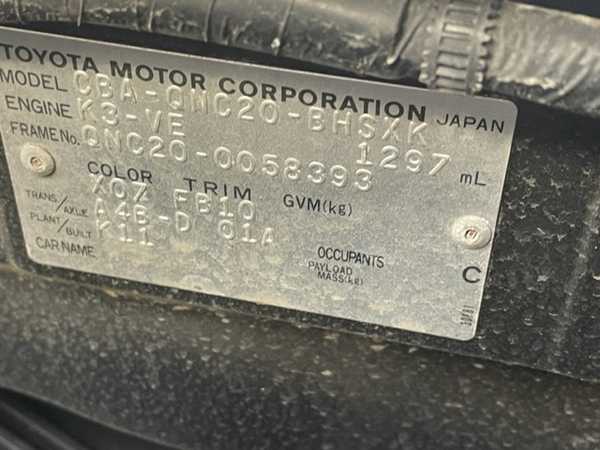 TOYOTA MOTOR CORPORATION JAPAN
MODEL CBA-QNC20-BHSXK
ENGINE K3-VE 1297 mL
FRAME No. QNC20-0058393
COLOR TRIM GVM(kg)
X07 FB10
TRANS/AXLE A4B-D 01A
PLANT/BUILT K11
CAR NAME OCCUPANTS
PAYLOAD MASS(kg)
C